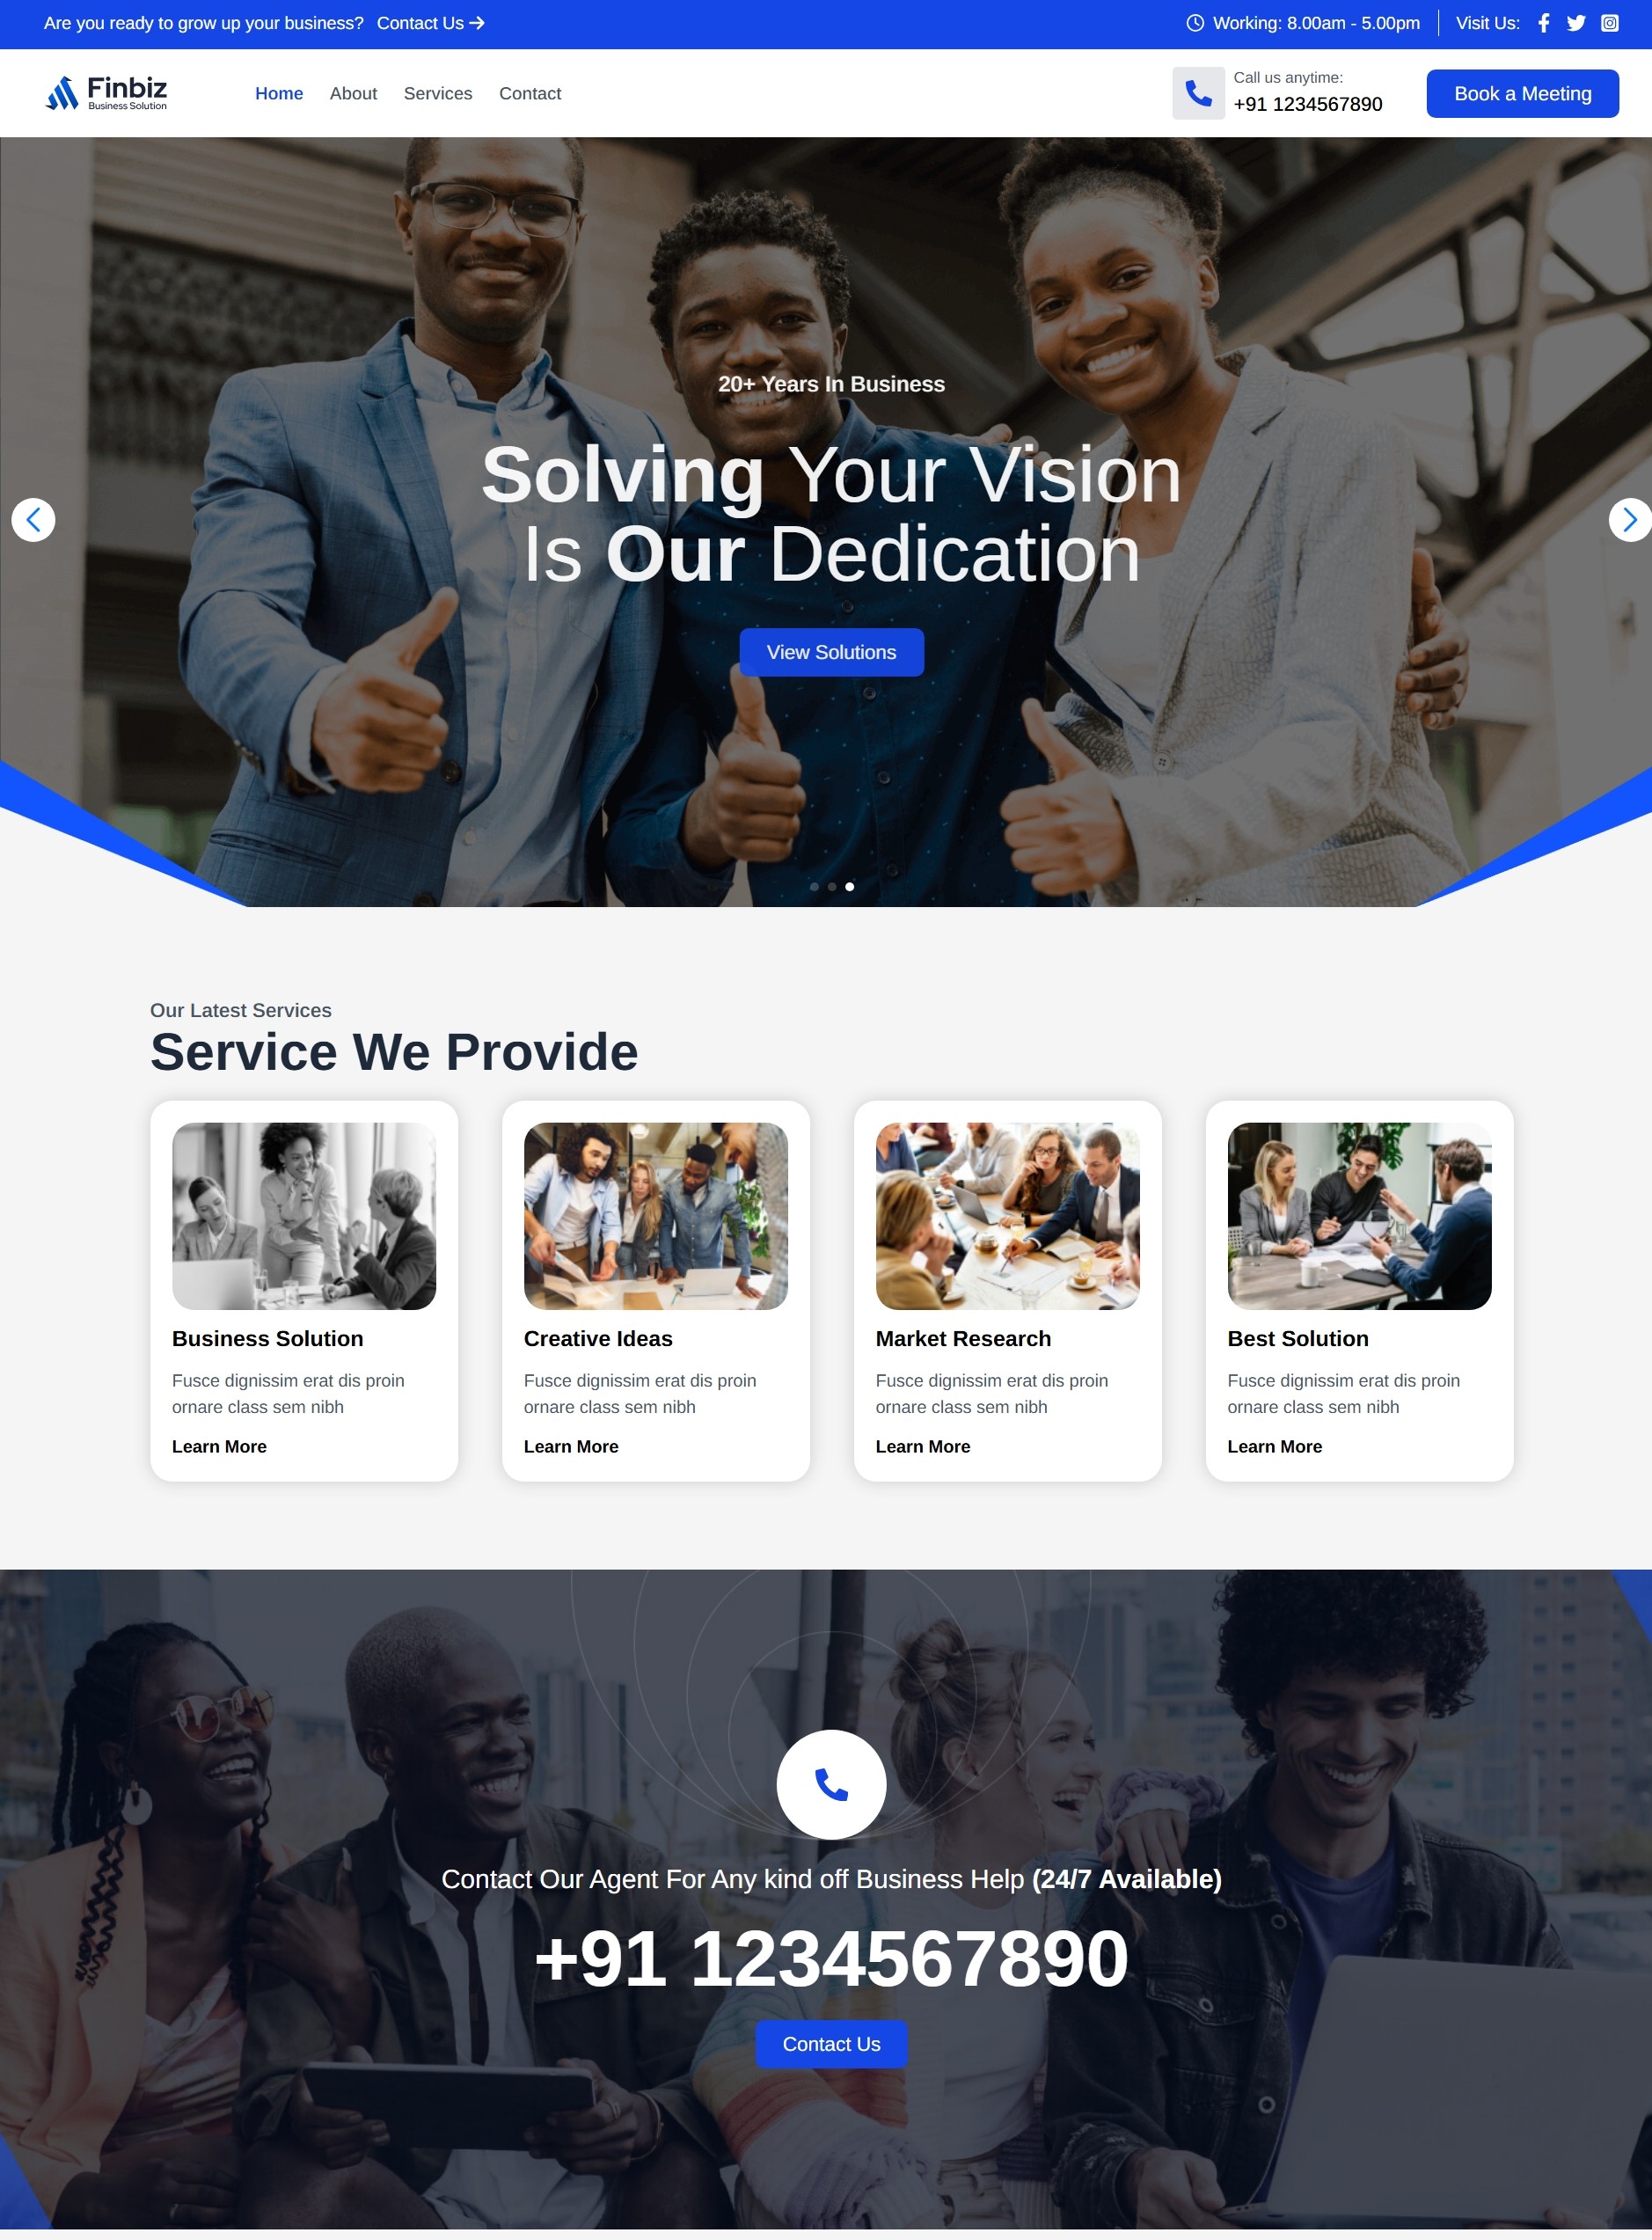 Are you ready to grow up your business? Contact Us
Working: 8.00am - 5.00pm
Visit Us:
Finbiz
Business Solution
Home
About
Services
Contact
Call us anytime:
+91 1234567890
Book a Meeting
20+ Years In Business
Solving Your Vision
Is Our Dedication
View Solutions
Our Latest Services
Service We Provide
Business Solution
Fusce dignissim erat dis proin
ornare class sem nibh
Learn More
Creative Ideas
Fusce dignissim erat dis proin
ornare class sem nibh
Learn More
Market Research
Fusce dignissim erat dis proin
ornare class sem nibh
Learn More
Best Solution
Fusce dignissim erat dis proin
ornare class sem nibh
Learn More
Contact Our Agent For Any kind off Business Help (24/7 Available)
+91 1234567890
Contact Us